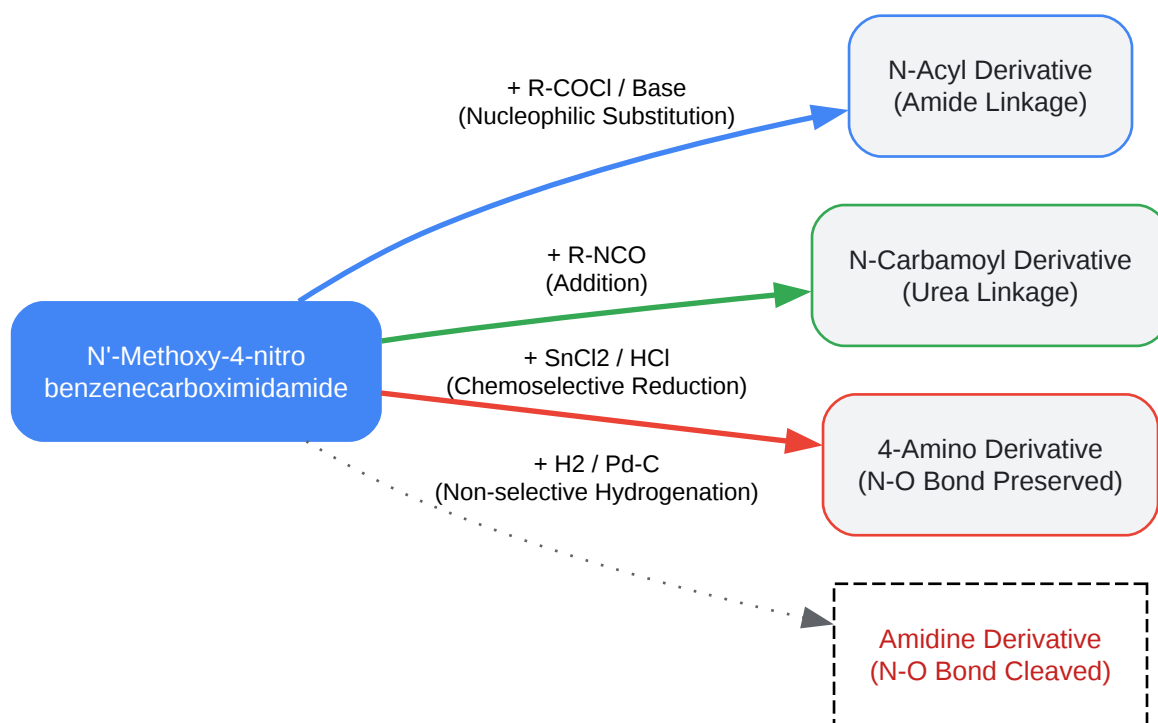 N'-Methoxy-4-nitro
benzenecarboximidamide
+ R-COCl / Base
(Nucleophilic Substitution)
N-Acyl Derivative
(Amide Linkage)
+ R-NCO
(Addition)
N-Carbamoyl Derivative
(Urea Linkage)
+ SnCl2 / HCl
(Chemoselective Reduction)
4-Amino Derivative
(N-O Bond Preserved)
+ H2 / Pd-C
(Non-selective Hydrogenation)
Amidine Derivative
(N-O Bond Cleaved)